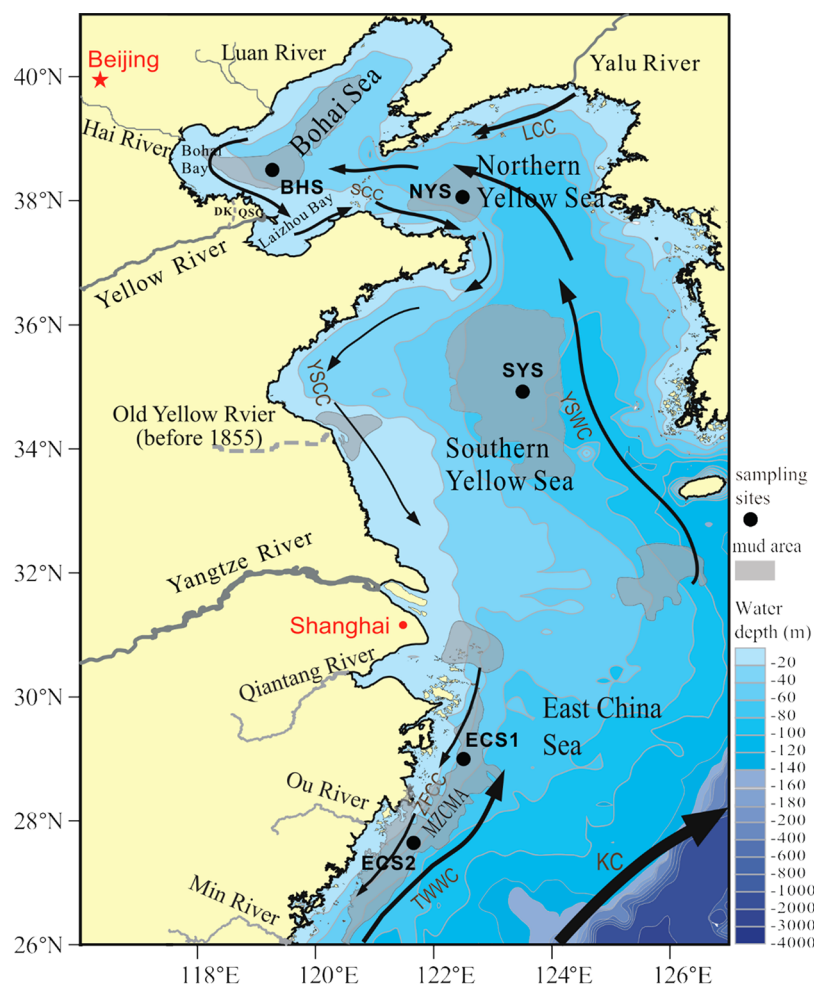 40°N
38°N
36°N
34°N
32°N
30°N
28°N
26°N
118°E
120°E
122°E
124°E
126°E
Beijing
Luan River
Yalu River
Hai River
Bohai
Bay
Bohai Sea
BHS
LCC
Northern
Yellow Sea
NYS
SCC
DK
QSG
Laizhou Bay
Yellow River
SYS
YSCC
YSWC
Old Yellow Rvier
(before 1855)
Southern
Yellow Sea
Yangtze River
Shanghai
Qiantang River
East China
Sea
ECS1
ZFCC
MZCMA
Ou River
ECS2
TWWC
KC
Min River
sampling
sites
mud area
Water
depth (m)
-20
-40
-60
-80
-100
-120
-140
-160
-180
-200
-400
-600
-800
-1000
-2000
-3000
-4000